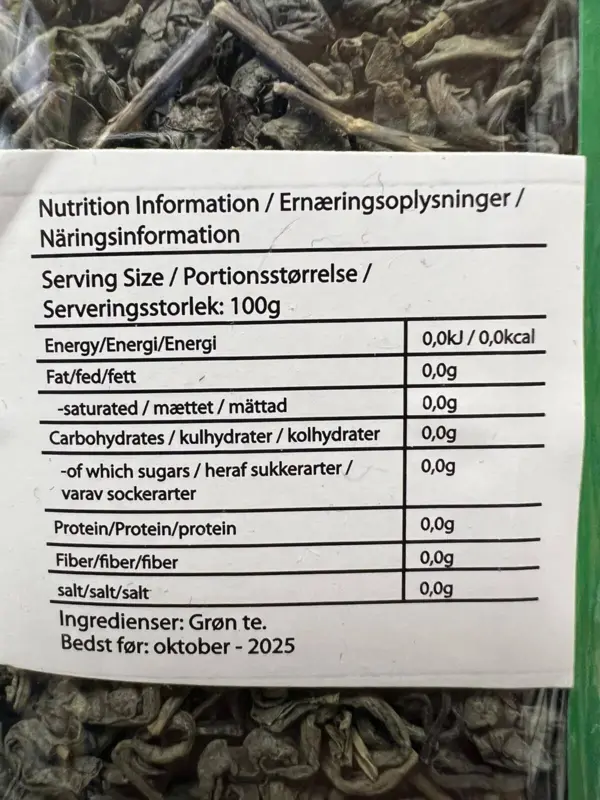 Nutrition Information / Ernæringsoplysninger /
Näringsinformation
Serving Size / Portionsstørrelse /
Serveringsstorlek: 100g
Energy/Energi/Energi 0,0kJ / 0,0kcal
Fat/fed/fett 0,0g
-saturated / mættet / mättad 0,0g
Carbohydrates / kulhydrater / kolhydrater 0,0g
-of which sugars / heraf sukkerarter / 0,0g
varav sockerarter
Protein/Protein/protein 0,0g
Fiber/fiber/fiber 0,0g
salt/salt/salt 0,0g
Ingredienser: Grøn te.
Bedst før: oktober - 2025